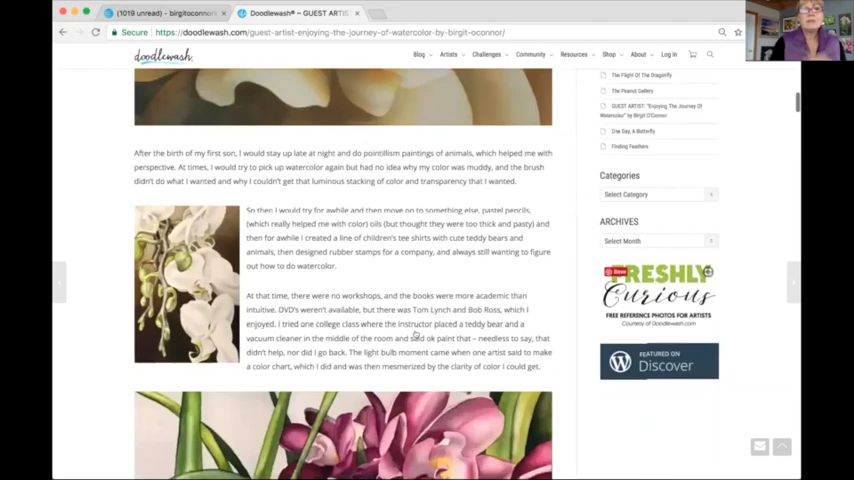 (1019 unread) - birgitoconnor
Doodlewash® – GUEST ARTIS
Secure https://doodlewash.com/guest-artist-enjoying-the-journey-of-watercolor-by-birgit-oconnor/
doodlewash
Blog Artists Challenges Community Resources Shop About Log In
The Flight Of The Dragonfly
The Peanut Gallery
GUEST ARTIST: "Enjoying The Journey Of
Watercolor" by Birgit O'Connor
One Day, A Butterfly
Finding Feathers
Categories
Select Category
ARCHIVES
Select Month
Save
FRESHLY
Curious
FREE REFERENCE PHOTOS FOR ARTISTS
Courtesy of Doodlewash.com
FEATURED ON
Discover
After the birth of my first son, I would stay up late at night and do pointillism paintings of animals, which helped me with
perspective. At times, I would try to pick up watercolor again but had no idea why my color was muddy, and the brush
didn't do what I wanted and why I couldn't get that luminous stacking of color and transparency that I wanted.
So then I would try for awhile and then move on to something else, pastel pencils,
(which really helped me with color) oils (but thought they were too thick and pasty) and
then for awhile I created a line of children's tee shirts with cute teddy bears and
animals, then designed rubber stamps for a company, and always still wanting to figure
out how to do watercolor.
At that time, there were no workshops, and the books were more academic than
intuitive. DVD's weren't available, but there was Tom Lynch and Bob Ross, which I
enjoyed. I tried one college class where the instructor placed a teddy bear and a
vacuum cleaner in the middle of the room and said ok paint that – needless to say, that
didn't help, nor did I go back. The light bulb moment came when one artist said to make
a color chart, which I did and was then mesmerized by the clarity of color I could get.